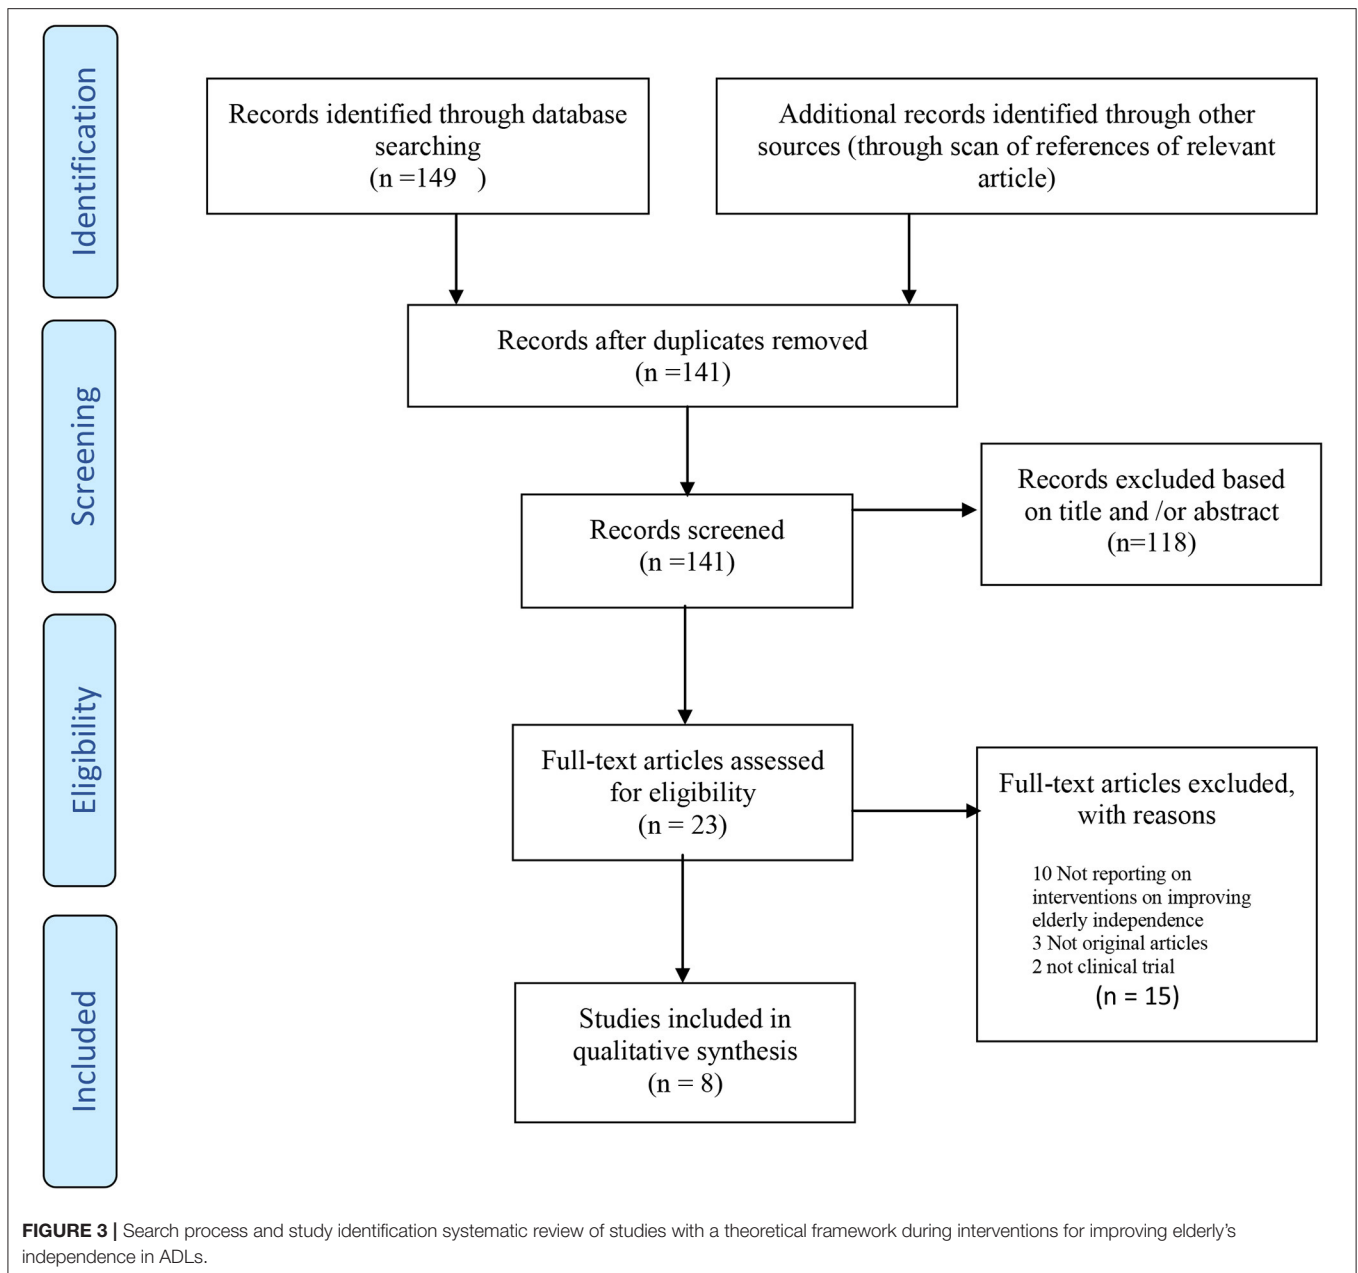 Identification
Records identified through database
searching
(n =149 )
Additional records identified through other
sources (through scan of references of relevant
article)
Records after duplicates removed
(n =141)
Screening
Records screened
(n =141)
Records excluded based
on title and /or abstract
(n=118)
Eligibility
Full-text articles assessed
for eligibility
(n = 23)
Full-text articles excluded,
with reasons
10 Not reporting on
interventions on improving
elderly independence
3 Not original articles
2 not clinical trial
(n = 15)
Included
Studies included in
qualitative synthesis
(n = 8)
FIGURE 3 | Search process and study identification systematic review of studies with a theoretical framework during interventions for improving elderly's
independence in ADLs.